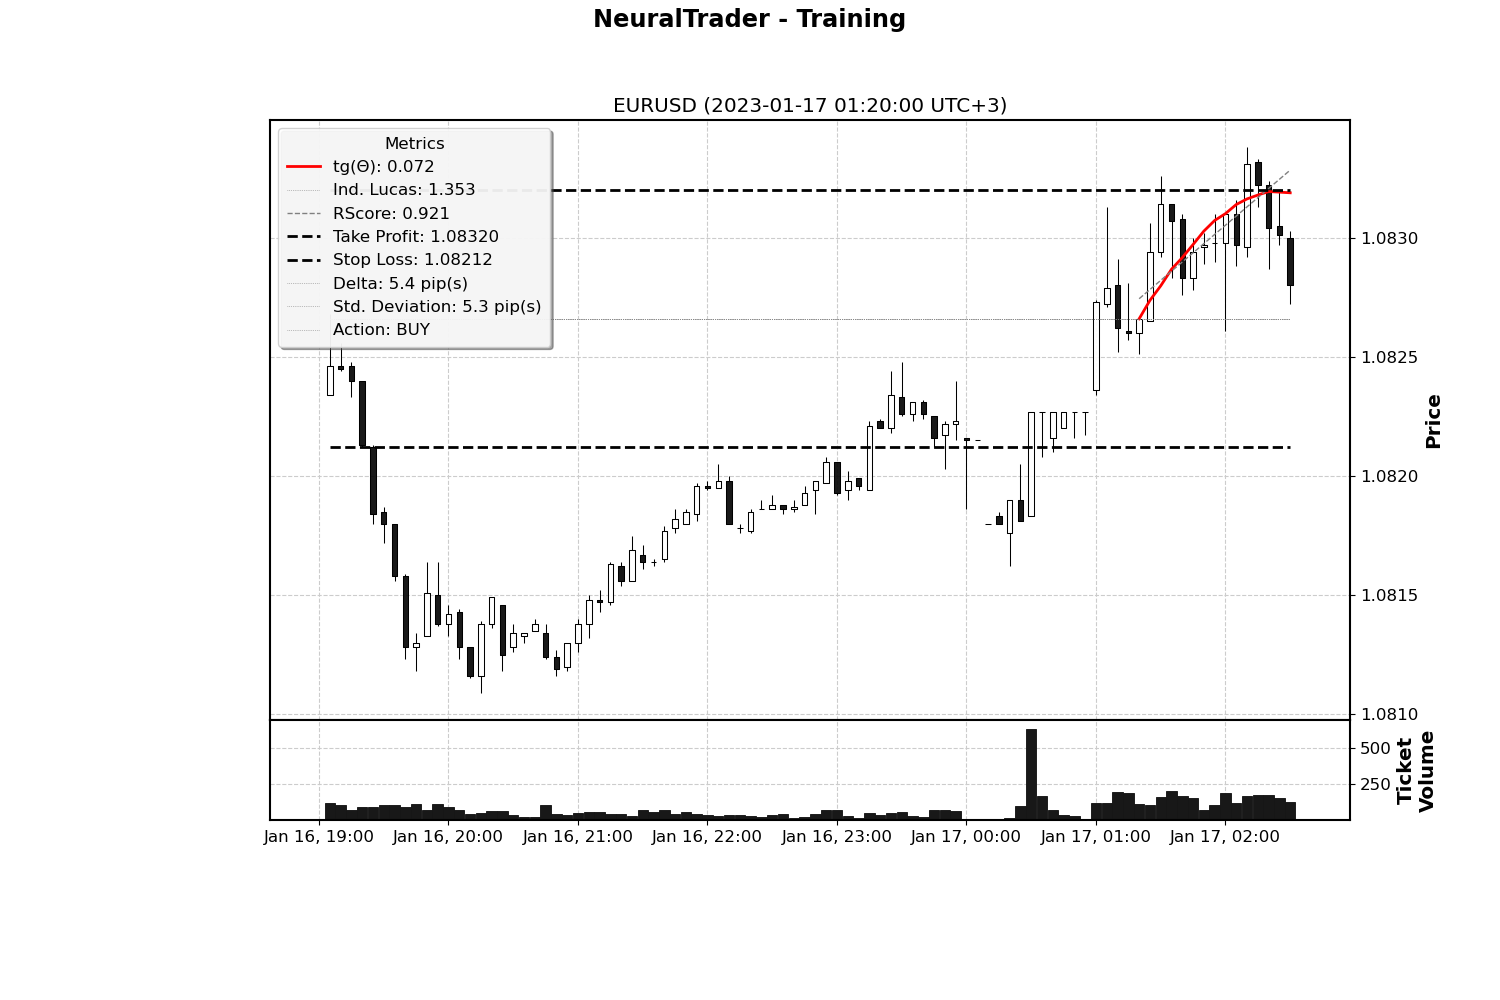 NeuralTrader - Training
EURUSD (2023-01-17 01:20:00 UTC+3)
Metrics
tg(Θ): 0.072
Ind. Lucas: 1.353
RScore: 0.921
Take Profit: 1.08320
Stop Loss: 1.08212
Delta: 5.4 pip(s)
Std. Deviation: 5.3 pip(s)
Action: BUY
1.0830
1.0825
1.0820
1.0815
1.0810
Price
500
250
Ticket
Volume
Jan 16, 19:00
Jan 16, 20:00
Jan 16, 21:00
Jan 16, 22:00
Jan 16, 23:00
Jan 17, 00:00
Jan 17, 01:00
Jan 17, 02:00